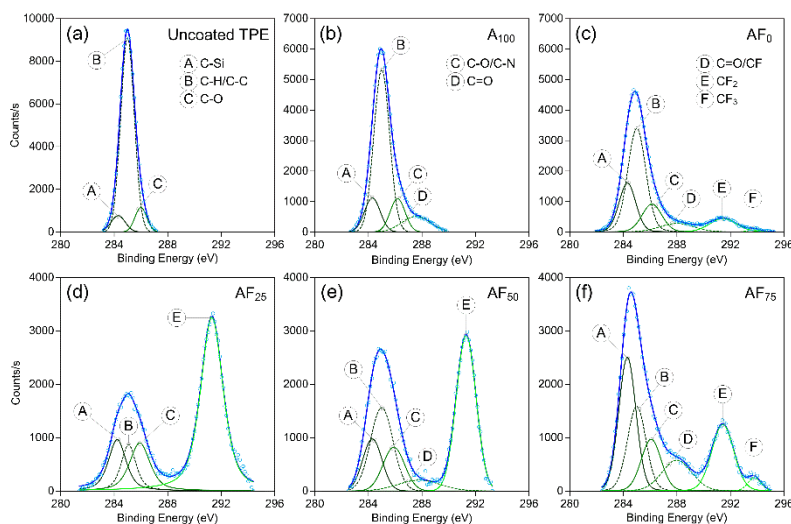 (a) Uncoated TPE
A C-Si
B C-H/C-C
C C-O
A
B
C
Counts/s
10000
8000
6000
4000
2000
0
280 284 288 292 296
Binding Energy (eV)
(b) A₁₀₀
C C-O/C-N
D C=O
A
B
C
D
7000
6000
5000
4000
3000
2000
1000
0
280 284 288 292 296
Binding Energy (eV)
(c) AF₀
D C=O/CF
E CF₂
F CF₃
A
B
C
D
E
F
7000
6000
5000
4000
3000
2000
1000
0
280 284 288 292 296
Binding Energy (eV)
(d) AF₂₅
E
A
B
C
Counts/s
4000
3000
2000
1000
0
280 284 288 292 296
Binding Energy (eV)
(e) AF₅₀
E
B
A
C
D
4000
3000
2000
1000
0
280 284 288 292 296
Binding Energy (eV)
(f) AF₇₅
A
B
C
D
E
F
4000
3000
2000
1000
0
280 284 288 292 296
Binding Energy (eV)